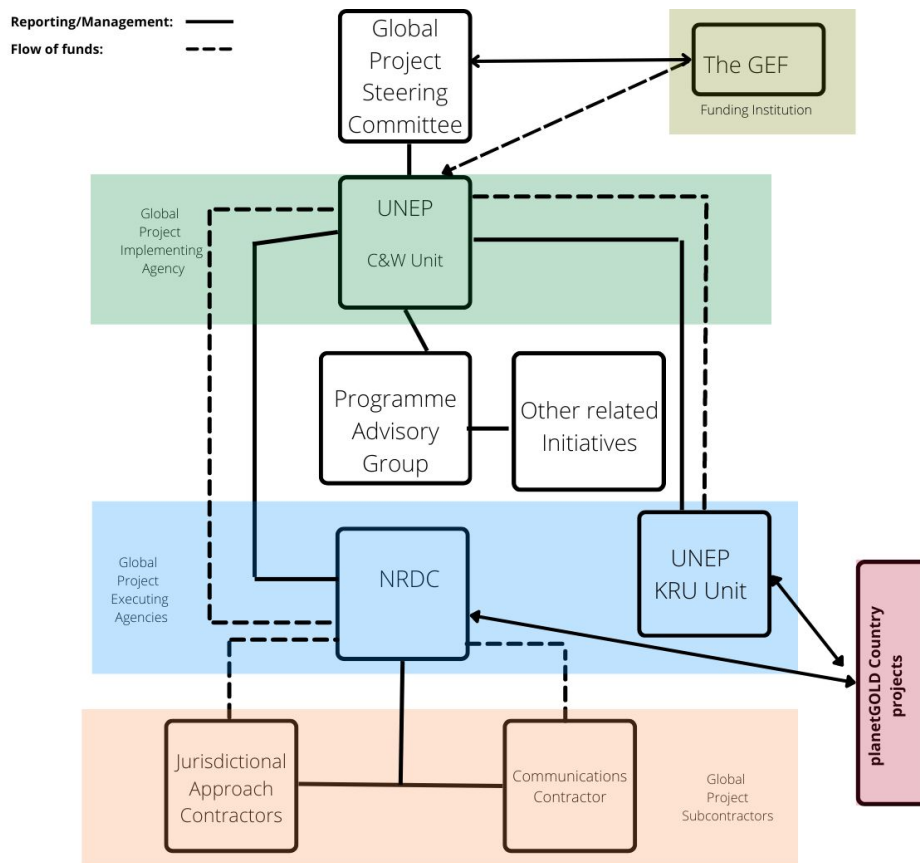 Reporting/Management:
Flow of funds:
Global
Project
Steering
Committee
The GEF
Funding Institution
Global
Project
Implementing
Agency
UNEP
C&W Unit
Programme
Advisory
Group
Other related
Initiatives
Global
Project
Executing
Agencies
NRDC
UNEP
KRU Unit
planetGOLD Country
projects
Jurisdictional
Approach
Contractors
Communications
Contractor
Global
Project
Subcontractors